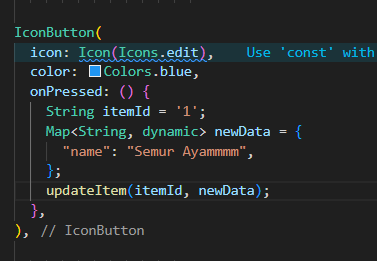 IconButton(
icon: Icon(Icons.edit), Use 'const' with
color: Colors.blue,
onPressed: () {
String itemId = '1';
Map<String, dynamic> newData = {
"name": "Semur Ayammmm",
};
updateItem(itemId, newData);
},
), // IconButton